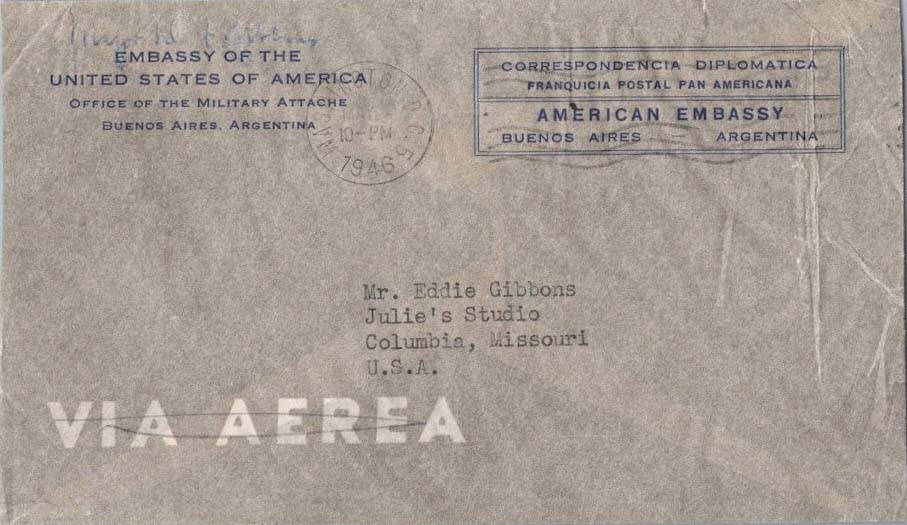 EMBASSY OF THE
UNITED STATES OF AMERICA
OFFICE OF THE MILITARY ATTACHE
BUENOS AIRES, ARGENTINA
WASHINGTON, D.C.
10-PM
1946
5
CORRESPONDENCIA DIPLOMATICA
FRANQUICIA POSTAL PAN AMERICANA
AMERICAN EMBASSY
BUENOS AIRES — ARGENTINA
Mr. Eddie Gibbons
Julie's Studio
Columbia, Missouri
U.S.A.
VIA AEREA